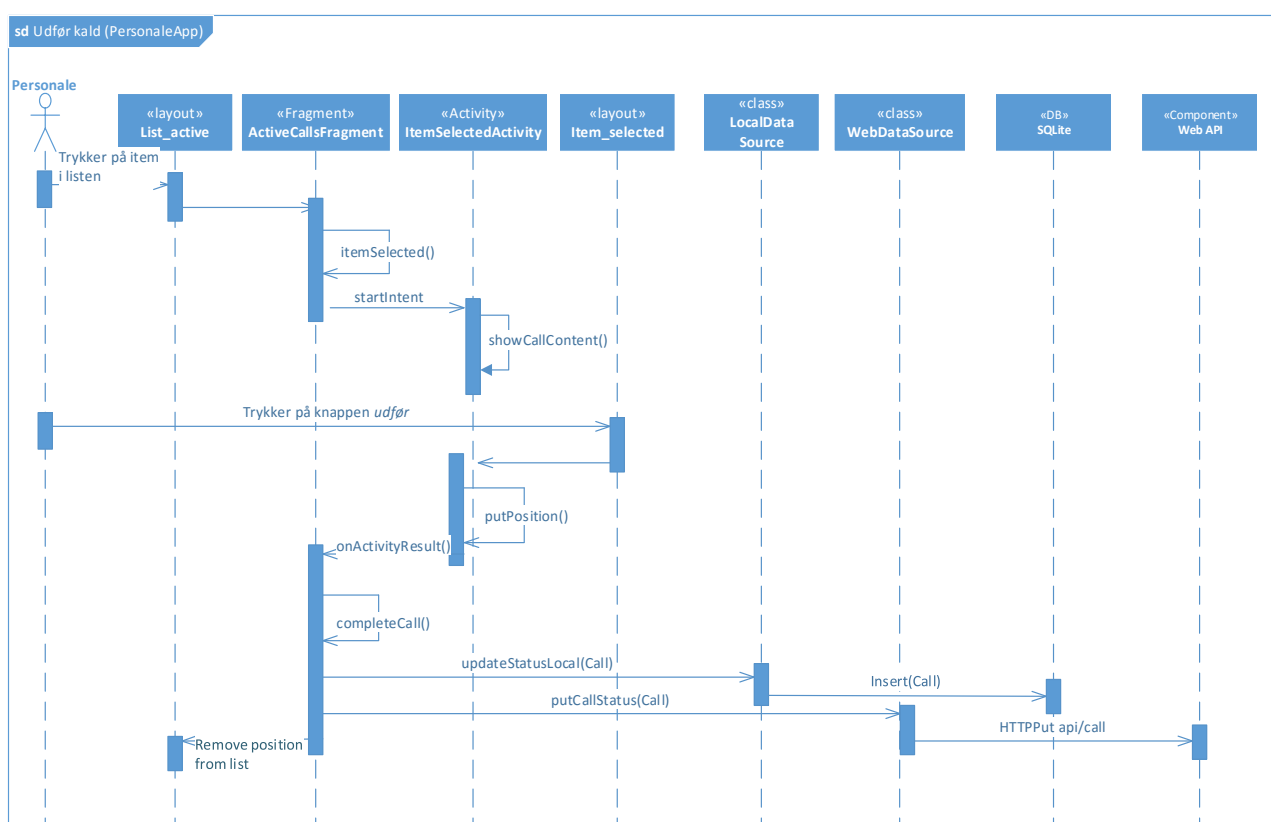 sd Udfør kald (PersonaleApp)
Personale
«layout»
List_active
«Fragment»
ActiveCallsFragment
«Activity»
ItemSelectedActivity
«layout»
Item_selected
«class»
LocalData
Source
«class»
WebDataSource
«DB»
SQLite
«Component»
Web API
Trykker på item
i listen
itemSelected()
startIntent
showCallContent()
Trykker på knappen udfør
putPosition()
onActivityResult()
completeCall()
updateStatusLocal(Call)
Insert(Call)
putCallStatus(Call)
HTTPPut api/call
Remove position
from list